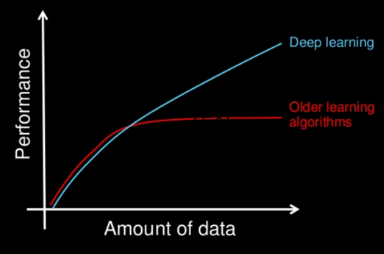 Performance
Deep learning
Older learning
algorithms
Amount of data